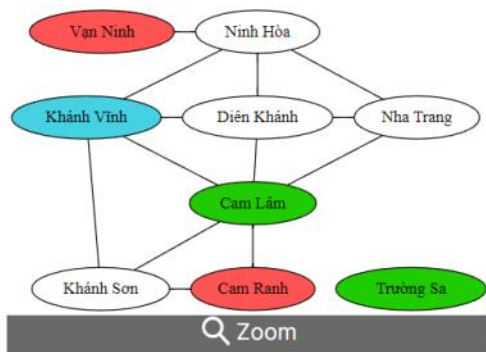 Vạn Ninh
Ninh Hòa
Khánh Vĩnh
Diên Khánh
Nha Trang
Cam Lâm
Khánh Sơn
Cam Ranh
Trường Sa
Zoom